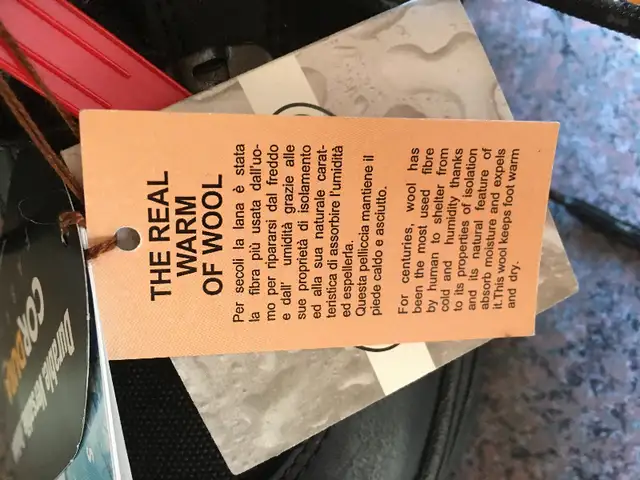 THE REAL
WARM
OF WOOL
Per secoli la lana è stata
la fibra più usata dell'uo-
mo per ripararsi dal freddo
e dall' umidità grazie alle
sue proprietà di isolamento
ed alla sua naturale carat-
teristica di assorbire l'umidità
ed espellerla.
Questa pelliccia mantiene il
piede caldo e asciutto.
For centuries, wool has
been the most used fibre
by human to shelter from
cold and humidity thanks
to its properties of isolation
and its natural feature of
absorb moisture and expels
it.This wool keeps foot warm
and dry.